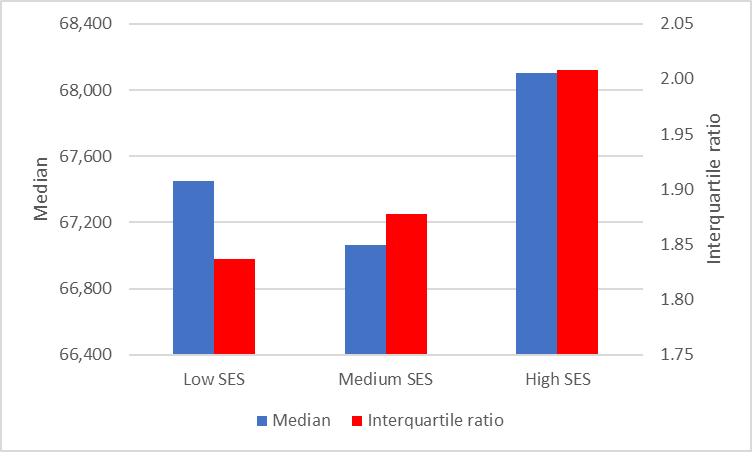 68,400
68,000
67,600
67,200
66,800
66,400
Median
2.05
2.00
1.95
1.90
1.85
1.80
1.75
Interquartile ratio
Low SES
Medium SES
High SES
Median
Interquartile ratio